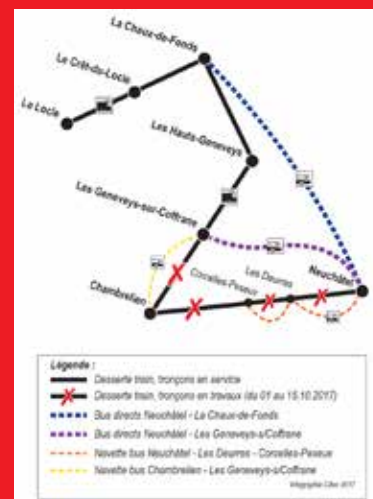 La Chaux-de-Fonds
Le Crêt-du-Locle
Le Locle
Les Hauts-Geneveys
Les Geneveys-sur-Coffrane
Neuchâtel
Les Deurres
Corcelles-Peseux
Chambrelien
Légende :
Desserte train, tronçons en service
Desserte train, tronçons en travaux (du 01 au 15.10.2017)
Bus directs Neuchâtel - La Chaux-de-Fonds
Bus directs Neuchâtel - Les Geneveys-s/Coffrane
Navette bus Neuchâtel - Les Deurres - Corcelles-Peseux
Navette bus Chambrelien - Les Geneveys-s/Coffrane
2017